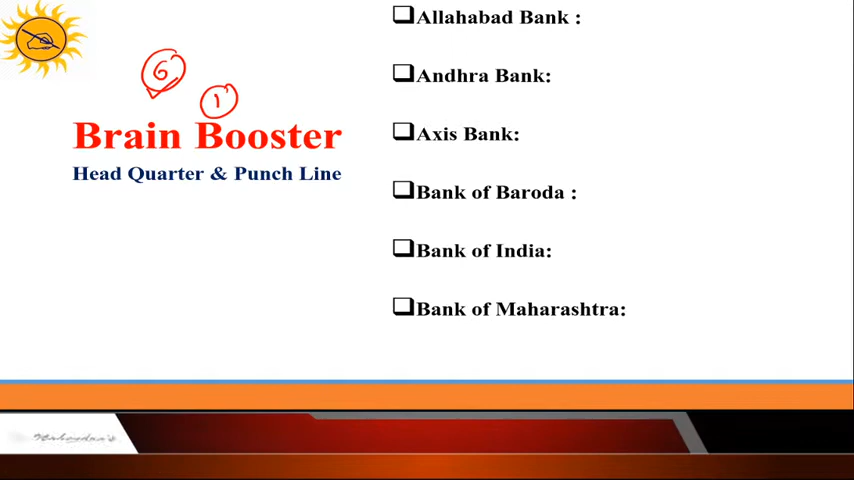 6
1
Brain Booster
Head Quarter & Punch Line
Allahabad Bank :
Andhra Bank:
Axis Bank:
Bank of Baroda :
Bank of India:
Bank of Maharashtra:
Mahendra's